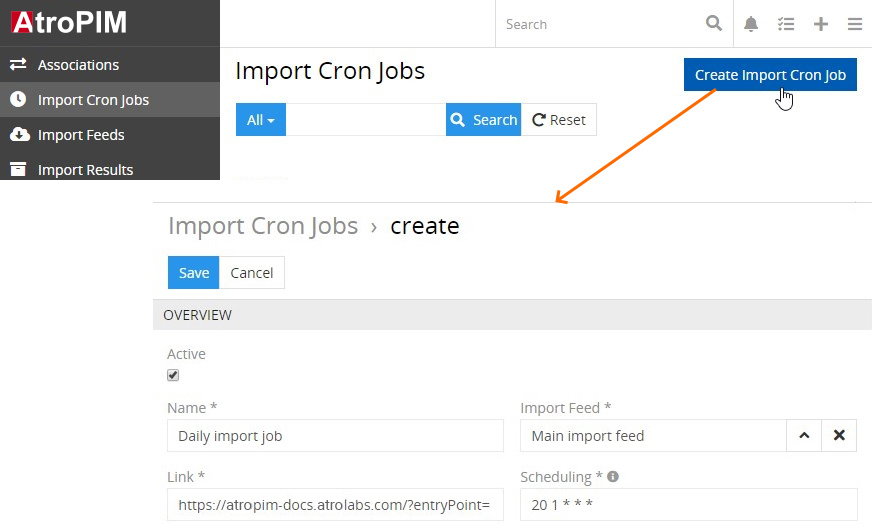 AtroPIM
Search
Associations
Import Cron Jobs
Import Feeds
Import Results
Import Cron Jobs
Create Import Cron Job
All
Search
Reset
Import Cron Jobs › create
Save
Cancel
OVERVIEW
Active
Name *
Import Feed *
Daily import job
Main import feed
Link *
Scheduling *
https://atropim-docs.atrolabs.com/?entryPoint=
20 1 * * *